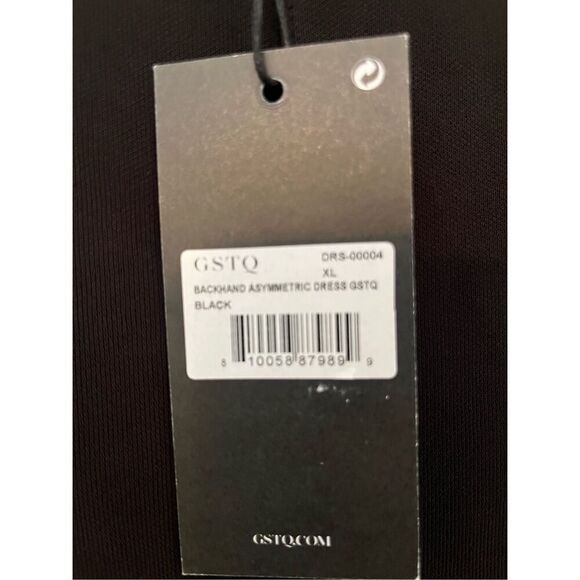 GSTQ DRS-00004
XL
BACKHAND ASYMMETRIC DRESS GSTQ
BLACK
8 10058 87989 9
GSTQ.COM